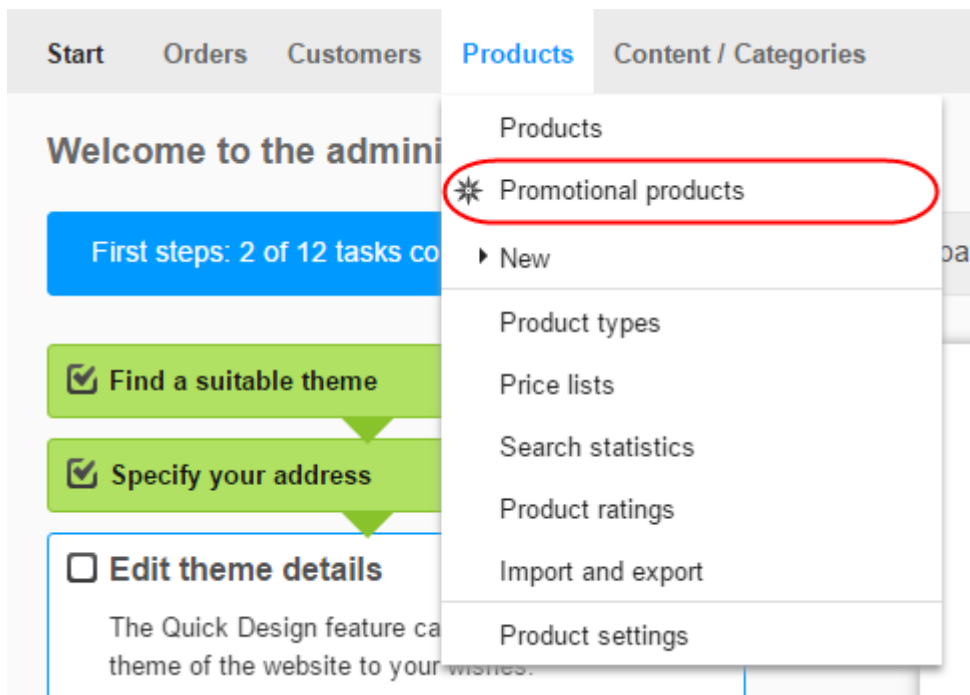 Start Orders Customers Products Content / Categories
Products
Welcome to the admini
Promotional products
First steps: 2 of 12 tasks co
New
Product types
Find a suitable theme
Price lists
Search statistics
Specify your address
Product ratings
Edit theme details
Import and export
The Quick Design feature ca
Product settings
theme of the website to your wishes.